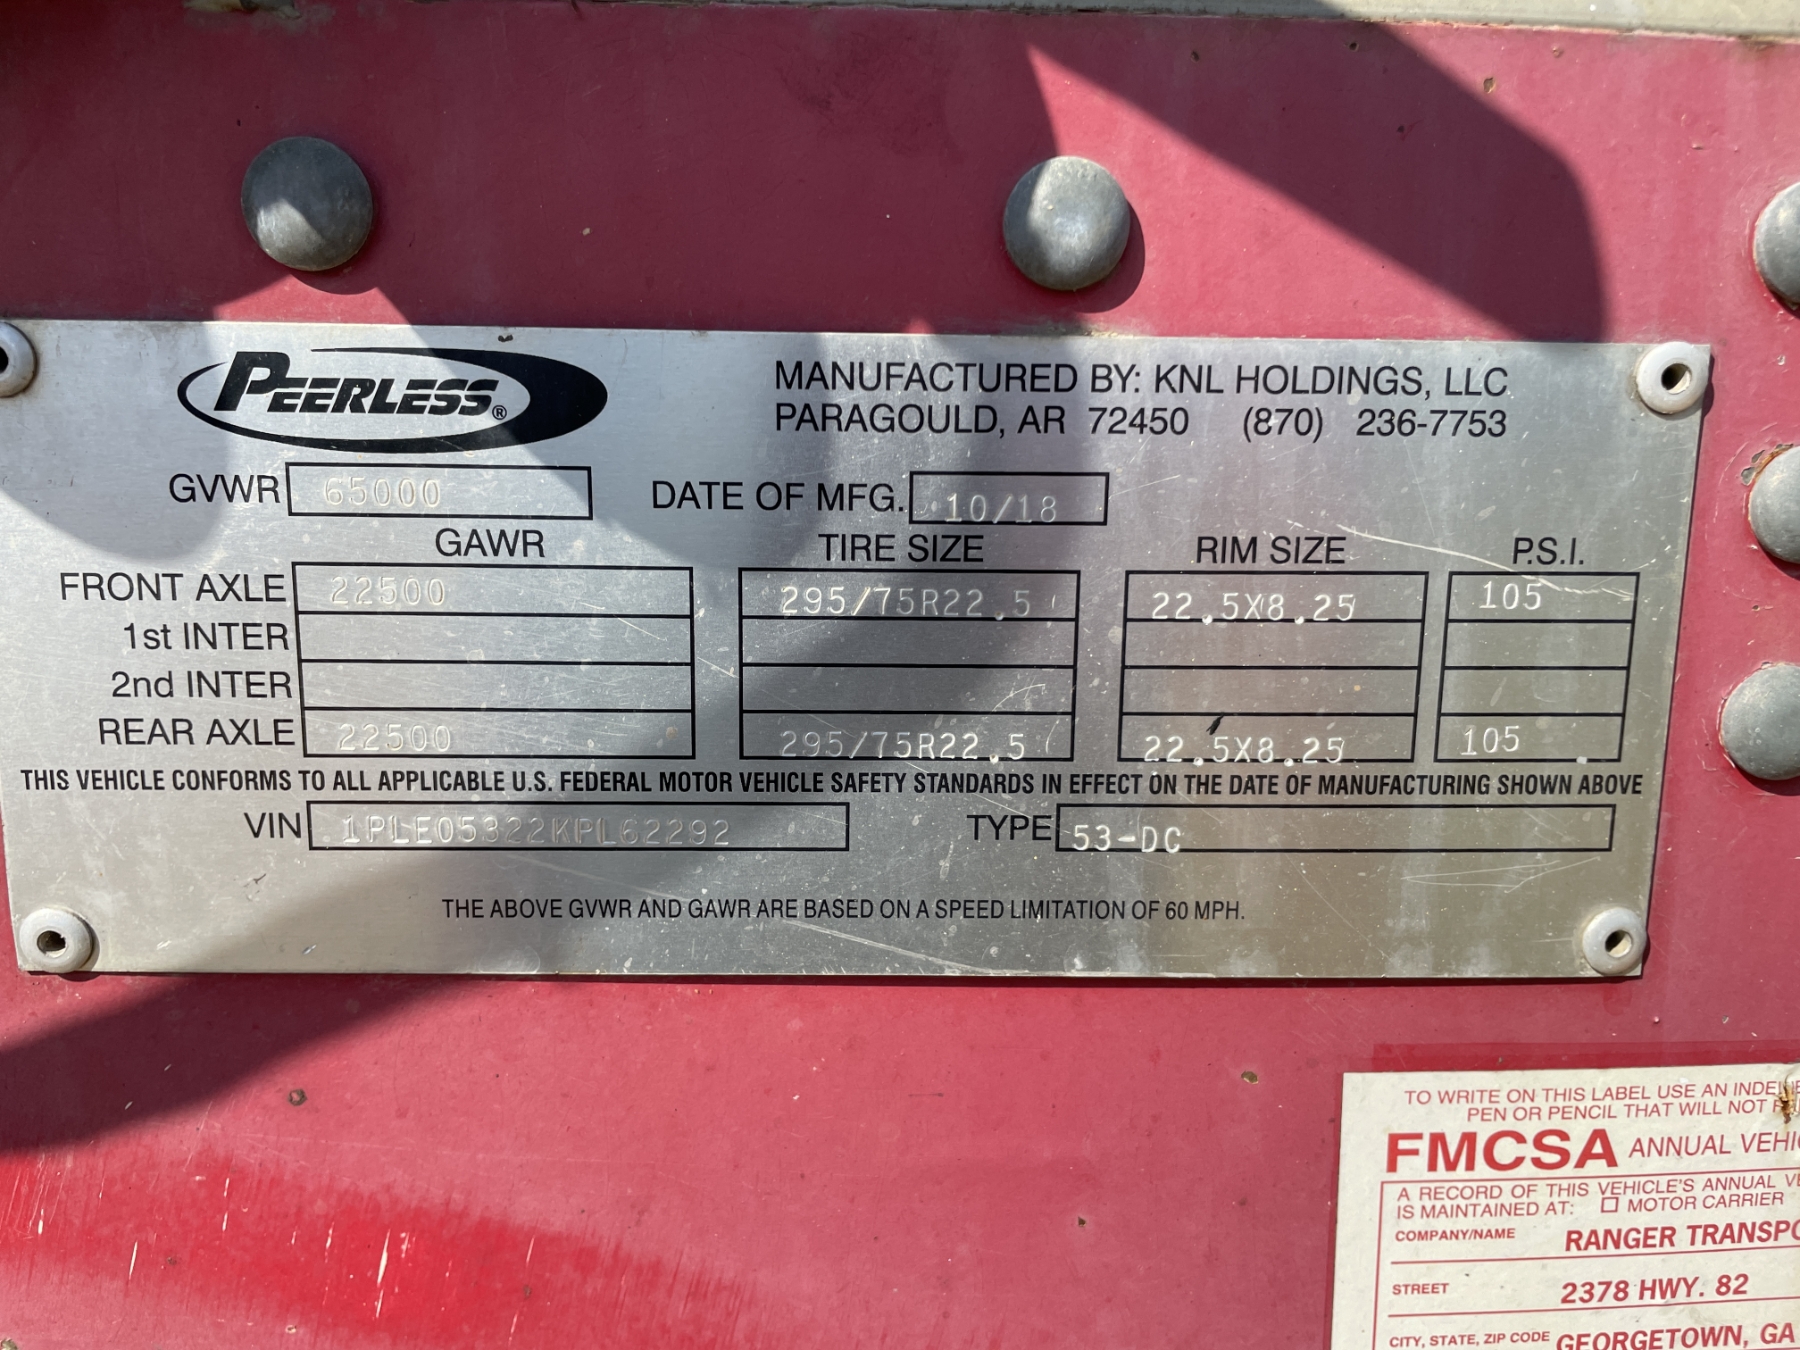 PEERLESS®
MANUFACTURED BY: KNL HOLDINGS, LLC
PARAGOULD, AR 72450 (870) 236-7753
GVWR 65000 DATE OF MFG. 10/18
GAWR TIRE SIZE RIM SIZE P.S.I.
FRONT AXLE 22500 295/75R22.5 22.5X8.25 105
1st INTER
2nd INTER
REAR AXLE 22500 295/75R22.5 22.5X8.25 105
THIS VEHICLE CONFORMS TO ALL APPLICABLE U.S. FEDERAL MOTOR VEHICLE SAFETY STANDARDS IN EFFECT ON THE DATE OF MANUFACTURING SHOWN ABOVE
VIN 1PLE05322KPL62292 TYPE 53-DC
THE ABOVE GVWR AND GAWR ARE BASED ON A SPEED LIMITATION OF 60 MPH.
TO WRITE ON THIS LABEL USE AN
PEN OR PENCIL THAT WILL NOT
FMCSA ANNUAL
A RECORD OF THIS VEHICLE'S ANNUAL
IS MAINTAINED AT: ☐ MOTOR CARRIER
COMPANY/NAME RANGER
STREET 2378 HWY. 82
CITY, STATE, ZIP CODE GEORGETOWN, GA